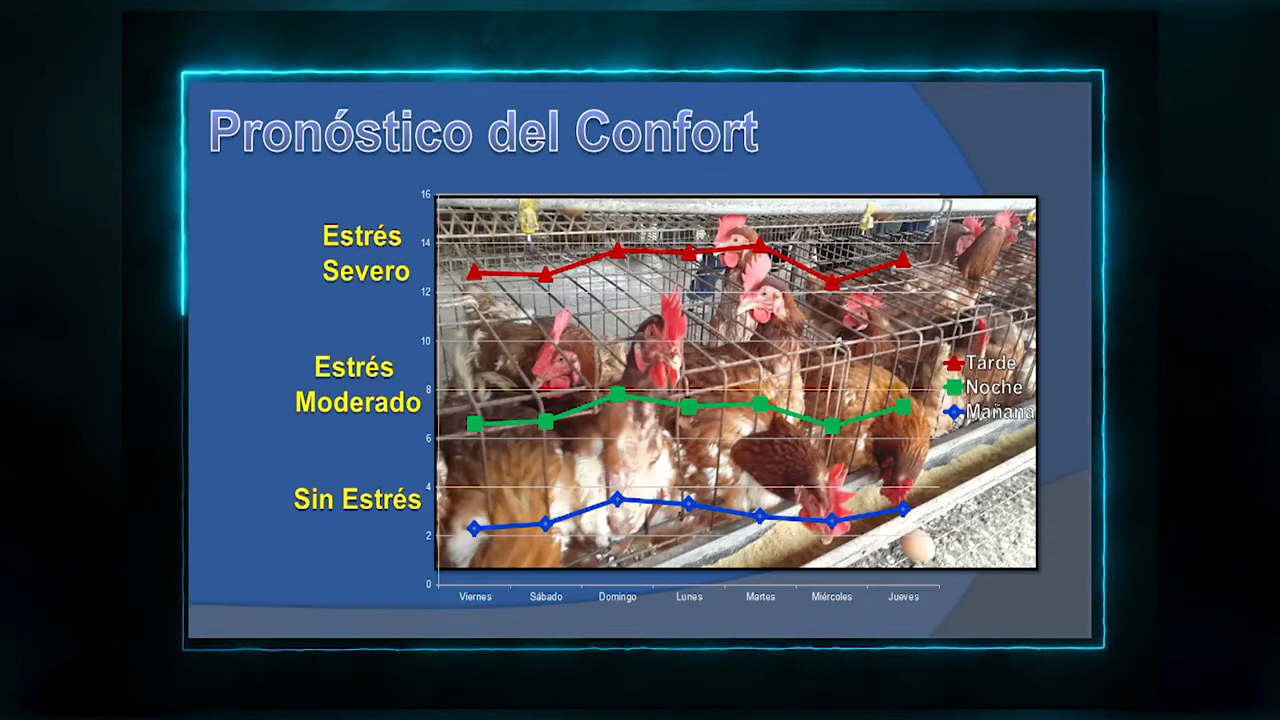 Pronóstico del Confort
Estrés
Severo
Estrés
Moderado
Sin Estrés
16
14
12
10
8
6
4
2
0
Viernes Sábado Domingo Lunes Martes Miércoles Jueves
Tarde
Noche
Mañana